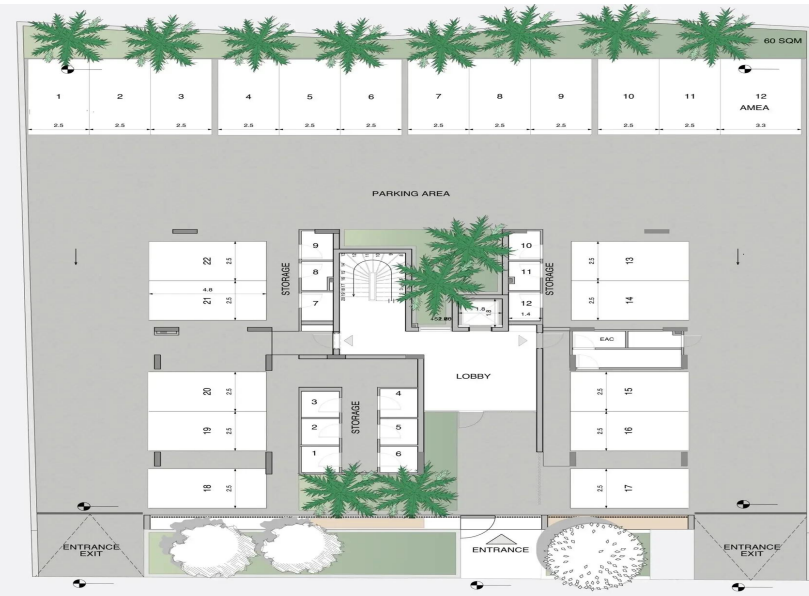 60 SQM
1 2 3 4 5 6 7 8 9 10 11 12
AMEA
2.5 2.5 2.5 2.5 2.5 2.5 2.5 2.5 2.5 2.5 2.5 3.3
PARKING AREA
22 2.5
4.8
21 2.5
STORAGE
9
8
7
10
11
12
1.4
STORAGE
1.8
1.8
2.5 13
2.5 14
EAC
LOBBY
20 2.5
19 2.5
18 2.5
3
2
1
STORAGE
4
5
6
2.5 15
2.5 16
2.5 17
ENTRANCE
EXIT
ENTRANCE
ENTRANCE
EXIT